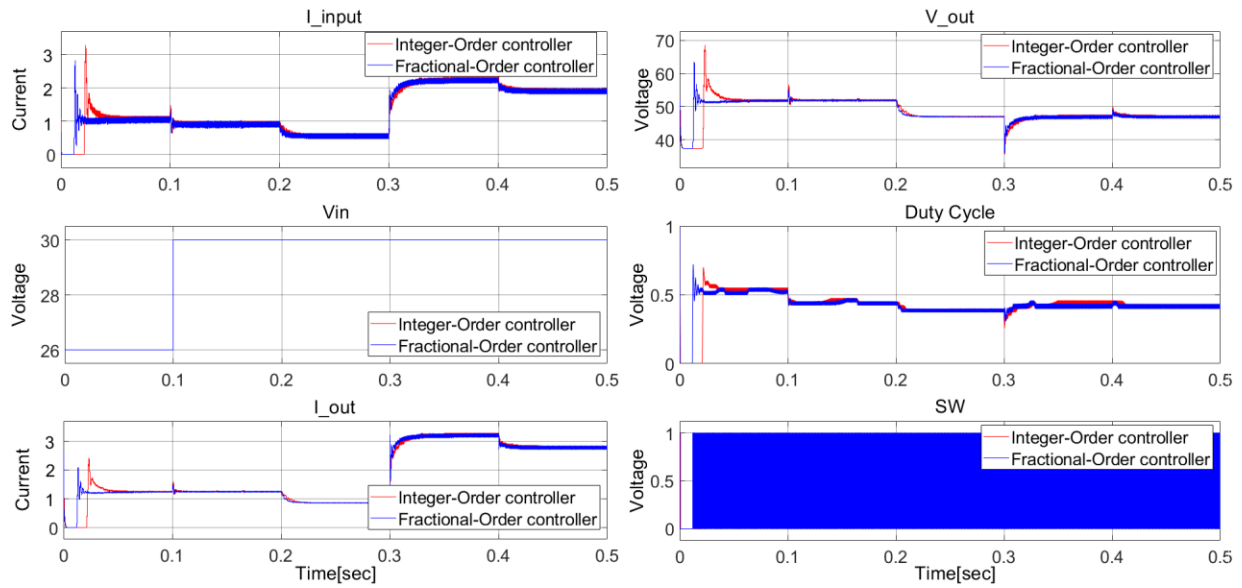 I_input
Current
3
2
1
0
Integer-Order controller
Fractional-Order controller
0 0.1 0.2 0.3 0.4 0.5
V_out
Voltage
70
60
50
40
Integer-Order controller
Fractional-Order controller
0 0.1 0.2 0.3 0.4 0.5
Vin
Voltage
30
28
26
Integer-Order controller
Fractional-Order controller
0 0.1 0.2 0.3 0.4 0.5
Duty Cycle
Voltage
1
0.5
0
Integer-Order controller
Fractional-Order controller
0 0.1 0.2 0.3 0.4 0.5
I_out
Current
3
2
1
0
Integer-Order controller
Fractional-Order controller
0 0.1 0.2 0.3 0.4 0.5
Time[sec]
SW
Voltage
1
0.5
0
Integer-Order controller
Fractional-Order controller
0 0.1 0.2 0.3 0.4 0.5
Time[sec]